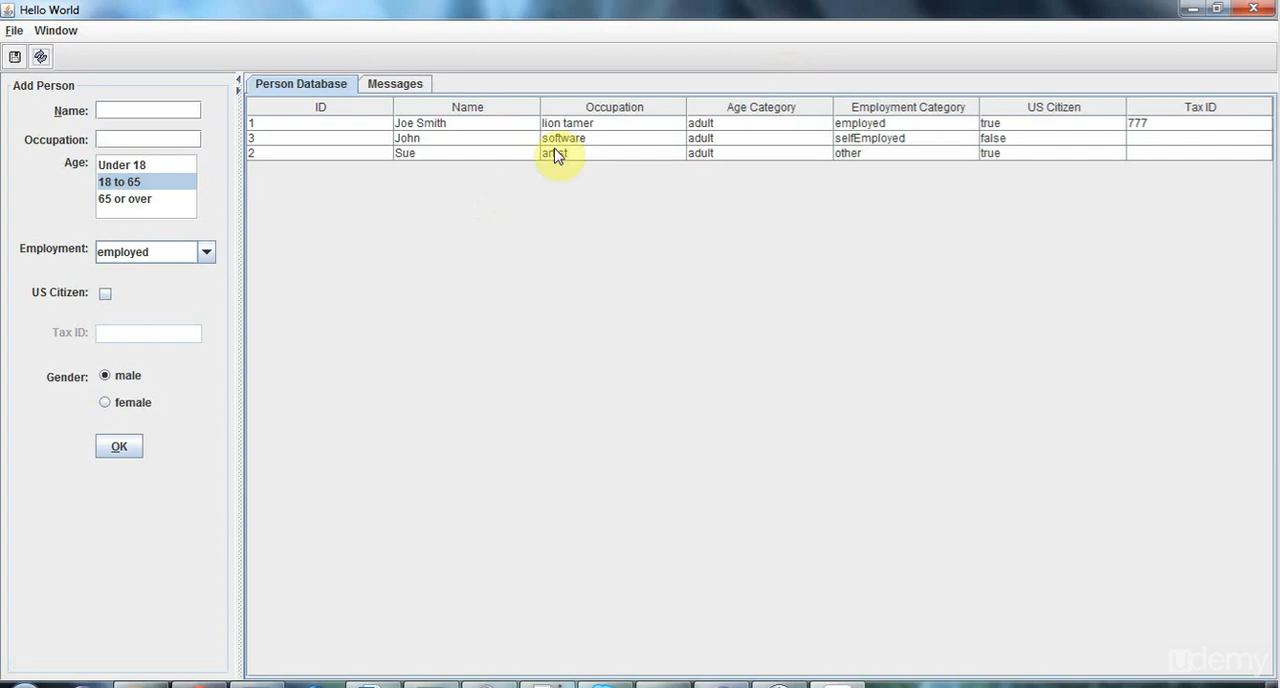 Hello World
File Window
Add Person
Name:
Occupation:
Age:
Under 18
18 to 65
65 or over
Employment:
employed
US Citizen:
Tax ID:
Gender:
male
female
OK
Person Database Messages
ID Name Occupation Age Category Employment Category US Citizen Tax ID
1 Joe Smith lion tamer adult employed true 777
3 John software adult selfEmployed false
2 Sue artist adult other true
udemy